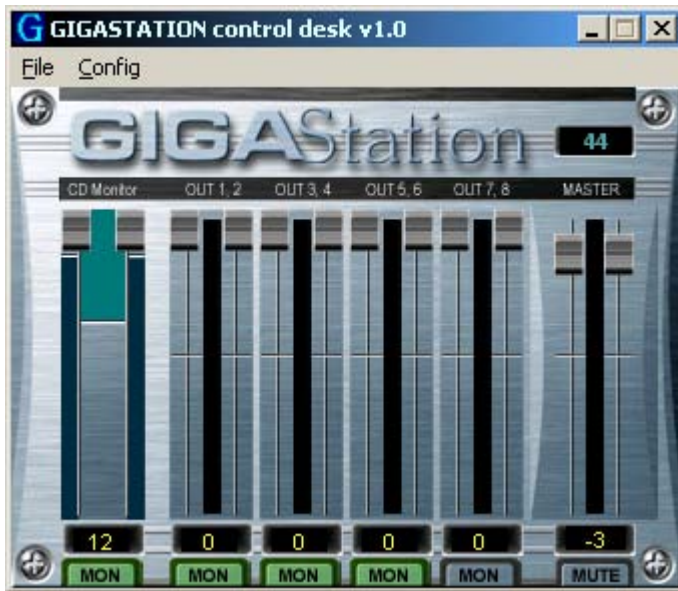 GIGASTATION control desk v1.0
File Config
GIGAStation 44
CD Monitor OUT 1, 2 OUT 3, 4 OUT 5, 6 OUT 7, 8 MASTER
12 0 0 0 0 -3
MON MON MON MON MON MUTE